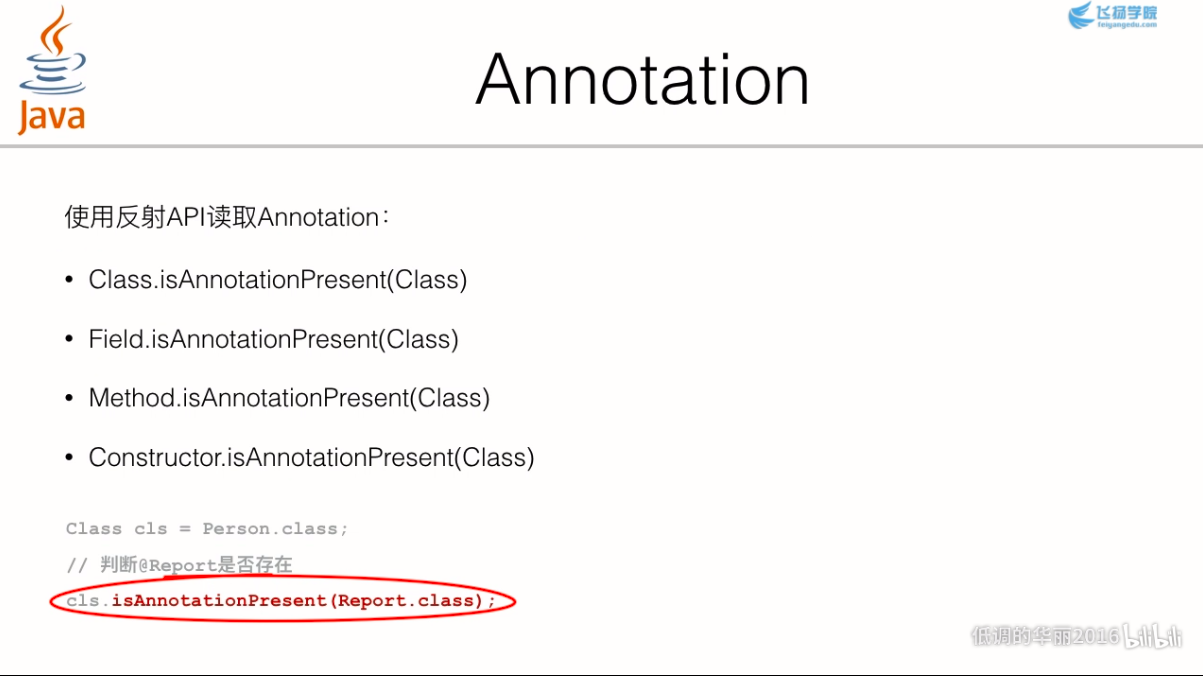 Java
飞扬学院
feiyangedu.com
Annotation
使用反射API读取Annotation：
• Class.isAnnotationPresent(Class)
• Field.isAnnotationPresent(Class)
• Method.isAnnotationPresent(Class)
• Constructor.isAnnotationPresent(Class)
Class cls = Person.class;
// 判断@Report是否存在
cls.isAnnotationPresent(Report.class);
低调的华丽2016 bilibili